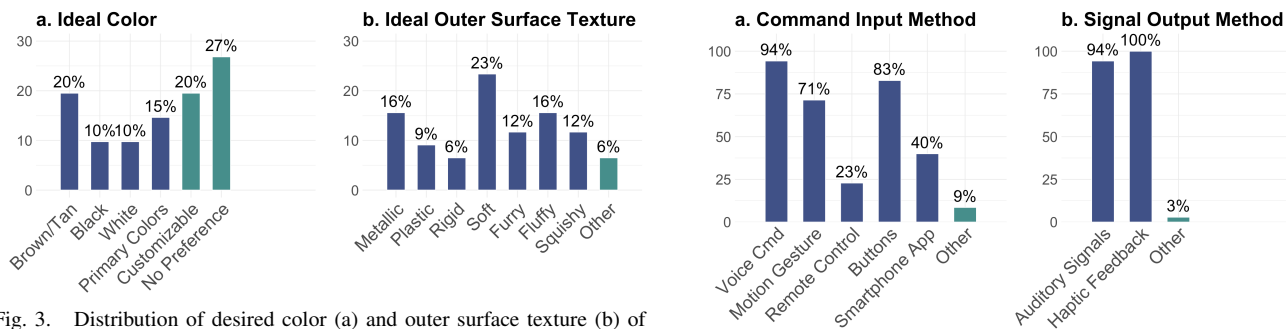 a. Ideal Color
30
20
10
0
20%
10%
10%
15%
20%
27%
Brown/Tan
Black
White
Primary Colors
Customizable
No Preference
b. Ideal Outer Surface Texture
30
20
10
0
16%
9%
6%
23%
12%
16%
12%
6%
Metallic
Plastic
Rigid
Soft
Furry
Fluffy
Squishy
Other
Fig. 3. Distribution of desired color (a) and outer surface texture (b) of
a. Command Input Method
100
75
50
25
0
94%
71%
23%
83%
40%
9%
Voice Cmd
Motion Gesture
Remote Control
Buttons
Smartphone App
Other
b. Signal Output Method
100
75
50
25
0
94%
100%
3%
Auditory Signals
Haptic Feedback
Other